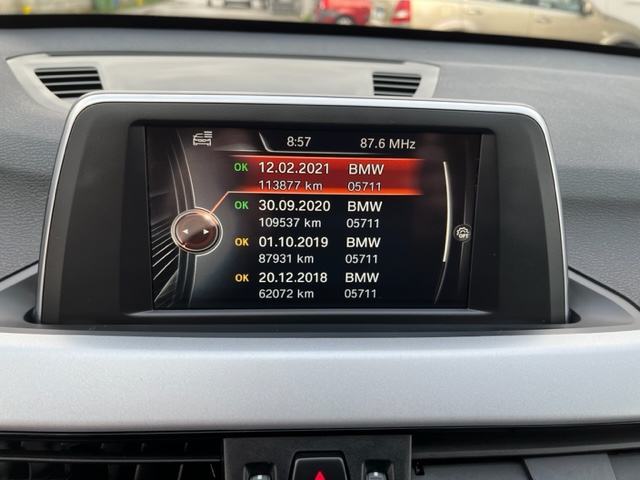 8:57 87.6 MHz
OK 12.02.2021 BMW
113877 km 05711
OK 30.09.2020 BMW
109537 km 05711
OK 01.10.2019 BMW
87931 km 05711
OK 20.12.2018 BMW
62072 km 05711
OFF